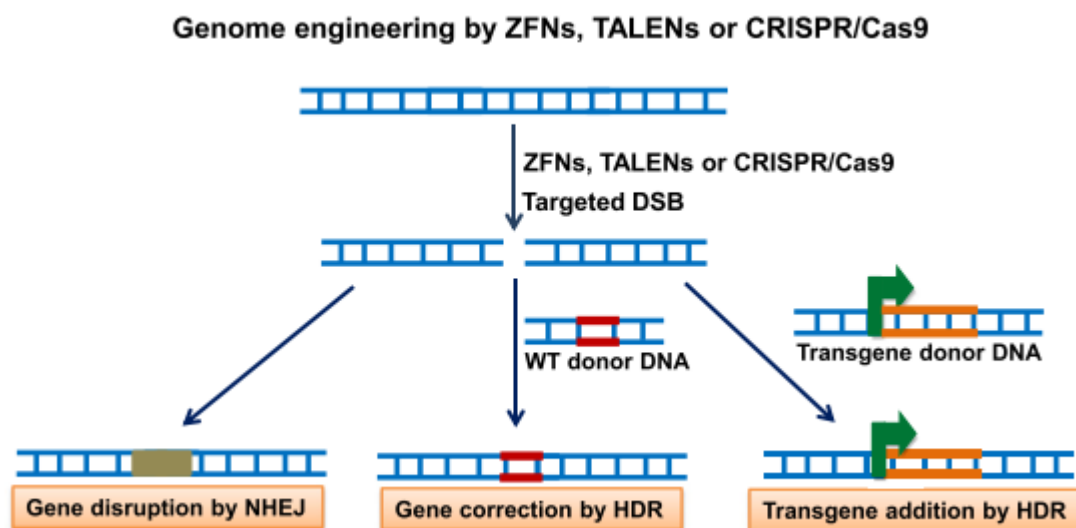 Genome engineering by ZFNs, TALENs or CRISPR/Cas9
ZFNs, TALENs or CRISPR/Cas9
Targeted DSB
WT donor DNA
Transgene donor DNA
Gene disruption by NHEJ
Gene correction by HDR
Transgene addition by HDR